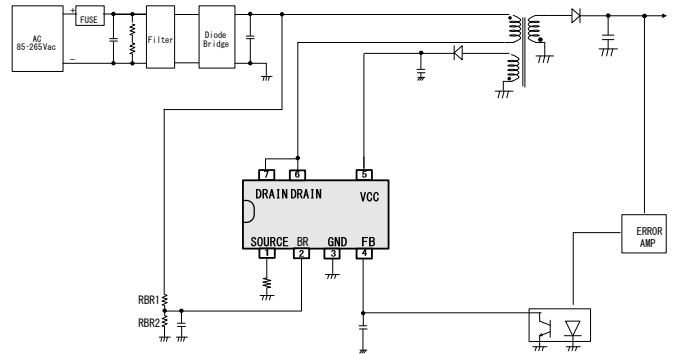 AC
85-265Vac
+
-
FUSE
Filter
Diode
Bridge
7
6
5
DRAIN DRAIN
VCC
SOURCE BR GND FB
1
2
3
4
RBR1
RBR2
ERROR
AMP